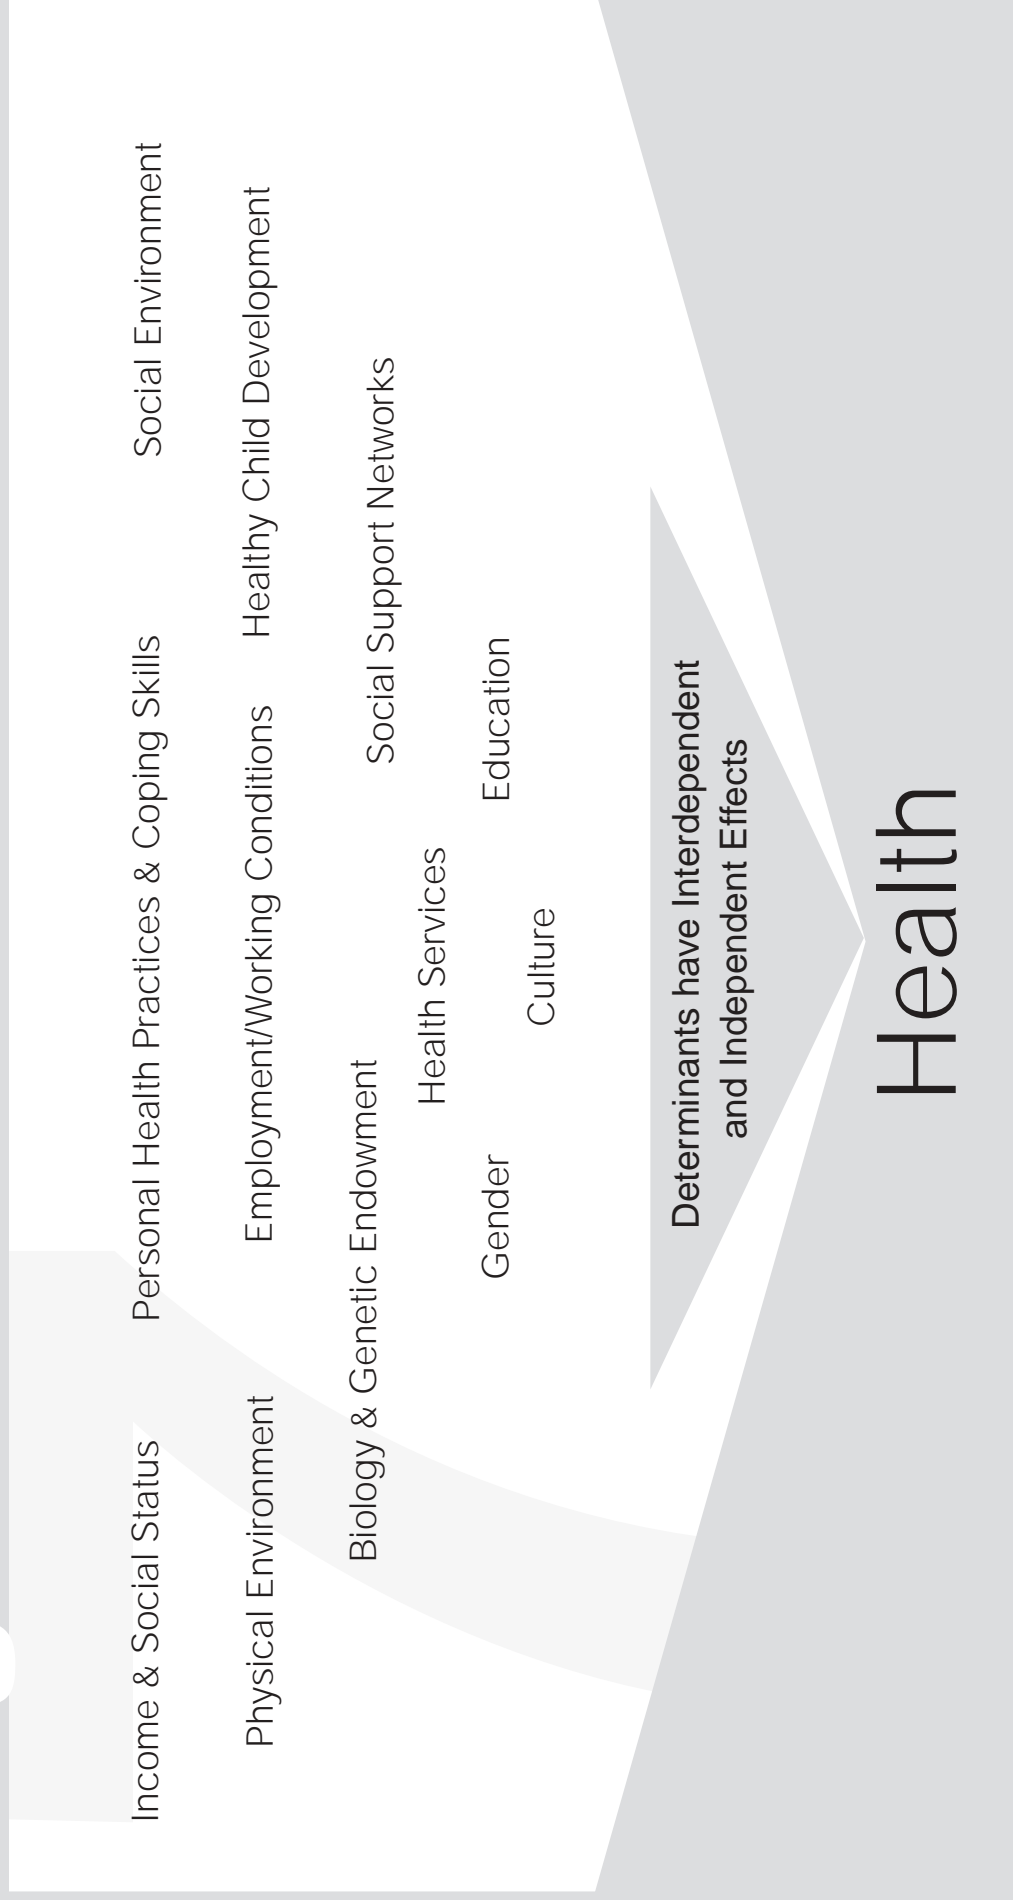 Income & Social Status
Personal Health Practices & Coping Skills
Social Environment
Physical Environment
Employment/Working Conditions
Healthy Child Development
Biology & Genetic Endowment
Social Support Networks
Health Services
Gender
Education
Culture
Determinants have Interdependent
and Independent Effects
Health